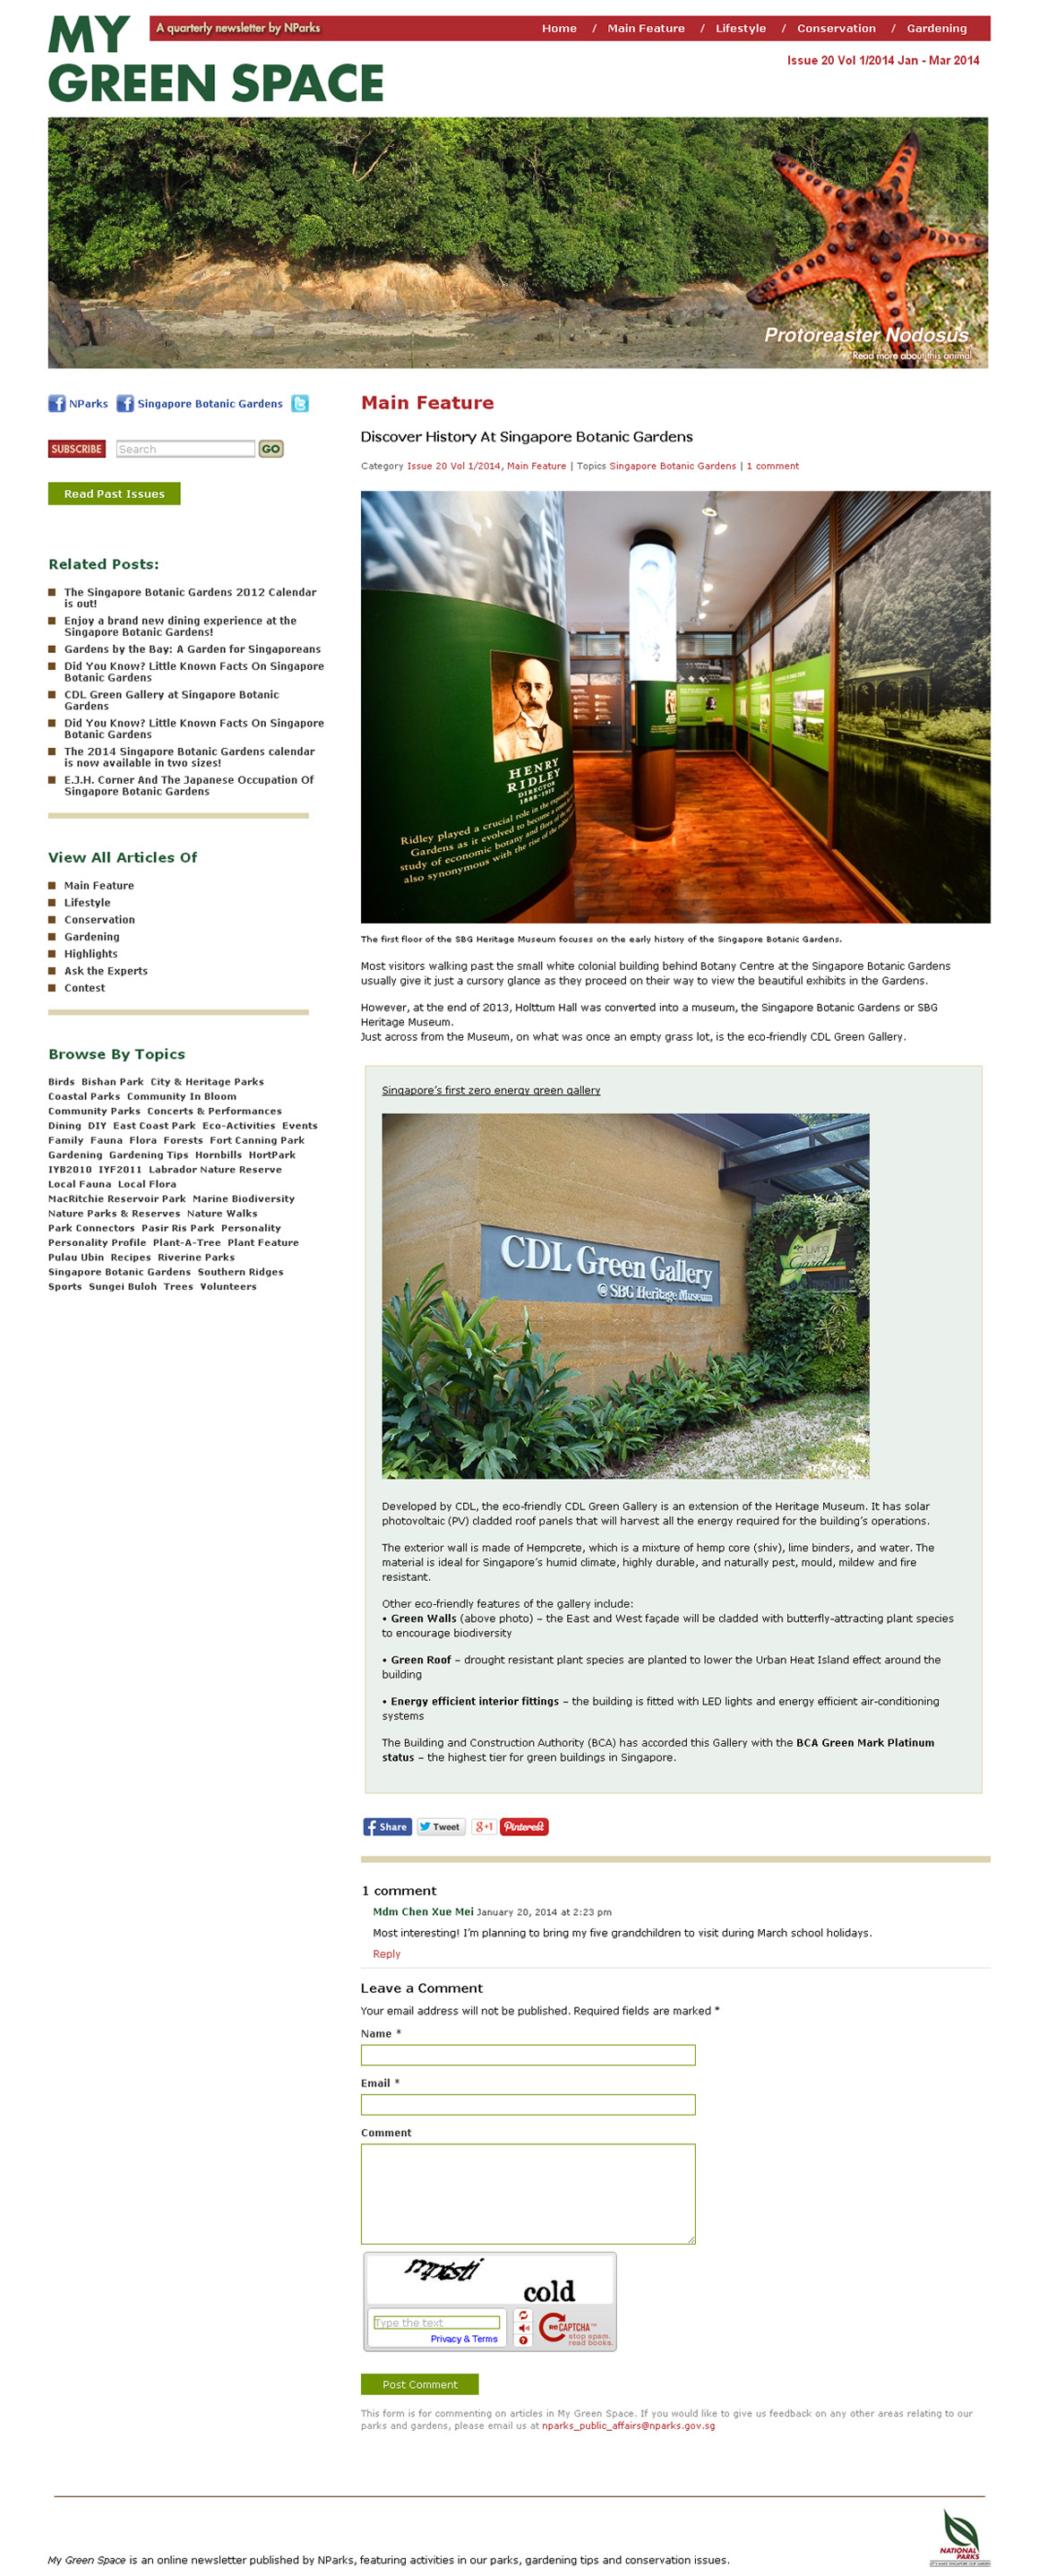 MY
GREEN SPACE
A quarterly newsletter by NParks
Home / Main Feature / Lifestyle / Conservation / Gardening
Issue 20 Vol 1/2014 Jan - Mar 2014
Protoreaster Nodosus
Read more about this animal
NParks Singapore Botanic Gardens
SUBSCRIBE Search GO
Read Past Issues
Related Posts:
The Singapore Botanic Gardens 2012 Calendar
is out!
Enjoy a brand new dining experience at the
Singapore Botanic Gardens!
Gardens by the Bay: A Garden for Singaporeans
Did You Know? Little Known Facts On Singapore
Botanic Gardens
CDL Green Gallery at Singapore Botanic
Gardens
Did You Know? Little Known Facts On Singapore
Botanic Gardens
The 2014 Singapore Botanic Gardens calendar
is now available in two sizes!
E.J.H. Corner And The Japanese Occupation Of
Singapore Botanic Gardens
View All Articles Of
Main Feature
Lifestyle
Conservation
Gardening
Highlights
Ask the Experts
Contest
Browse By Topics
Birds Bishan Park City & Heritage Parks
Coastal Parks Community In Bloom
Community Parks Concerts & Performances
Dining DIY East Coast Park Eco-Activities Events
Family Fauna Flora Forests Fort Canning Park
Gardening Gardening Tips Hornbills HortPark
IYB2010 IYF2011 Labrador Nature Reserve
Local Fauna Local Flora
MacRitchie Reservoir Park Marine Biodiversity
Nature Parks & Reserves Nature Walks
Park Connectors Pasir Ris Park Personality
Personality Profile Plant-A-Tree Plant Feature
Pulau Ubin Recipes Riverine Parks
Singapore Botanic Gardens Southern Ridges
Sports Sungei Buloh Trees Volunteers
Main Feature
Discover History At Singapore Botanic Gardens
Category Issue 20 Vol 1/2014, Main Feature | Topics Singapore Botanic Gardens | 1 comment
HENRY
RIDLEY
DIRECTOR
1888-1912
Ridley played a crucial role in the
Gardens as it evolved to become a
study of economic botany and flora of the
also synonymous with the rise of the
The first floor of the SBG Heritage Museum focuses on the early history of the Singapore Botanic Gardens.
Most visitors walking past the small white colonial building behind Botany Centre at the Singapore Botanic Gardens
usually give it just a cursory glance as they proceed on their way to view the beautiful exhibits in the Gardens.
However, at the end of 2013, Holttum Hall was converted into a museum, the Singapore Botanic Gardens or SBG
Heritage Museum.
Just across from the Museum, on what was once an empty grass lot, is the eco-friendly CDL Green Gallery.
Singapore's first zero energy green gallery
CDL Green Gallery
@ SBG Heritage Museum
Living
Garden
Developed by CDL, the eco-friendly CDL Green Gallery is an extension of the Heritage Museum. It has solar
photovoltaic (PV) cladded roof panels that will harvest all the energy required for the building's operations.
The exterior wall is made of Hempcrete, which is a mixture of hemp core (shiv), lime binders, and water. The
material is ideal for Singapore's humid climate, highly durable, and naturally pest, mould, mildew and fire
resistant.
Other eco-friendly features of the gallery include:
• Green Walls (above photo) – the East and West façade will be cladded with butterfly-attracting plant species
to encourage biodiversity
• Green Roof – drought resistant plant species are planted to lower the Urban Heat Island effect around the
building
• Energy efficient interior fittings – the building is fitted with LED lights and energy efficient air-conditioning
systems
The Building and Construction Authority (BCA) has accorded this Gallery with the BCA Green Mark Platinum
status – the highest tier for green buildings in Singapore.
Share Tweet g+1 Pinterest
1 comment
Mdm Chen Xue Mei January 20, 2014 at 2:23 pm
Most interesting! I'm planning to bring my five grandchildren to visit during March school holidays.
Reply
Leave a Comment
Your email address will not be published. Required fields are marked *
Name *
Email *
Comment
cold
Type the text
Privacy & Terms
reCAPTCHA™
stop spam.
read books.
Post Comment
This form is for commenting on articles in My Green Space. If you would like to give us feedback on any other areas relating to our
parks and gardens, please email us at nparks_public_affairs@nparks.gov.sg
My Green Space is an online newsletter published by NParks, featuring activities in our parks, gardening tips and conservation issues.
NATIONAL
PARKS